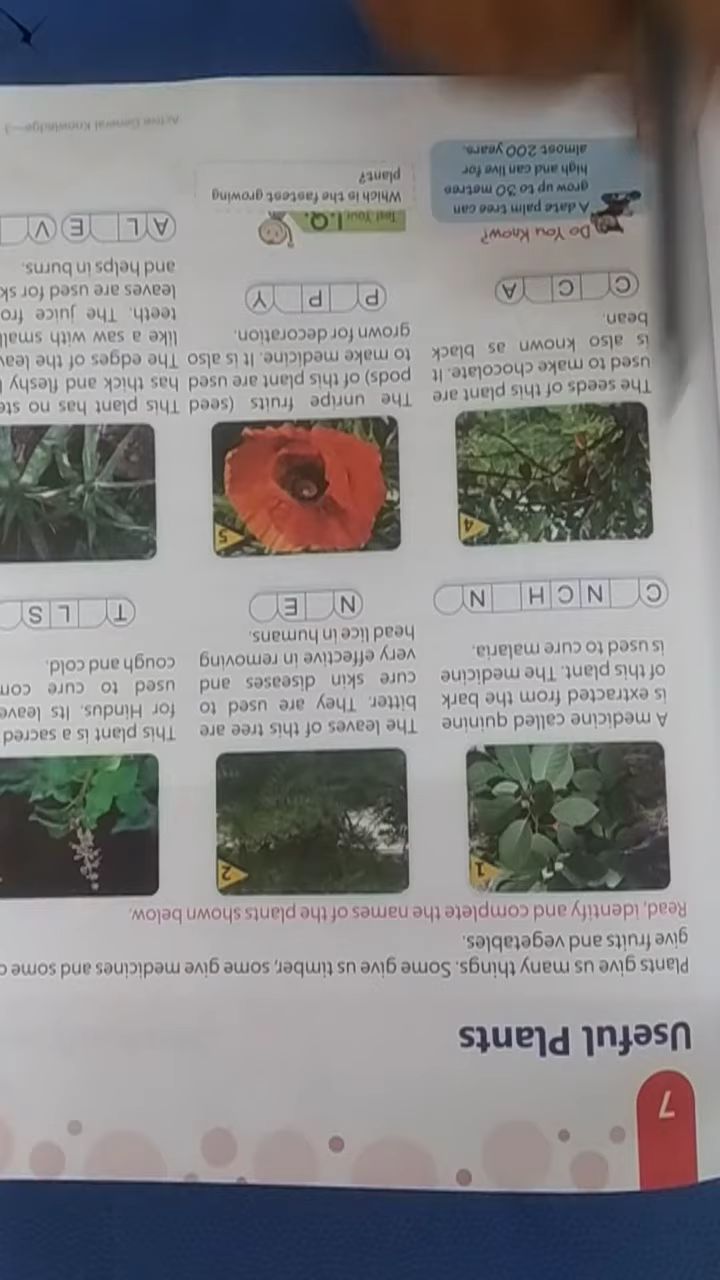 7
Useful Plants
Plants give us many things. Some give us timber, some give medicines and some
give fruits and vegetables.
Read, identify and complete the names of the plants shown below.
1
A medicine called quinine
is extracted from the bark
of this plant. The medicine
is used to cure malaria.
C N C H N
2
The leaves of this tree are
bitter. They are used to
cure skin diseases and
very effective in removing
head lice in humans.
N E
This plant is a sacred
for Hindus. Its
used to cure
cough and cold.
T L S
4
The seeds of this plant are
used to make chocolate. It
is also known as black
bean.
C C A
5
The unripe fruits (seed
pods) of this plant are used
to make medicine. It is also
grown for decoration.
P P Y
This plant has no
has thick and fleshy
The edges of the
like a saw with small
teeth. The juice
leaves are used for
and helps in burns.
A L E V
Do You Know?
A date palm tree can
grow up to 30 metres
high and can live for
almost 200 years.
Test Your I.Q.
Which is the fastest growing
plant?
Active General Knowledge—3